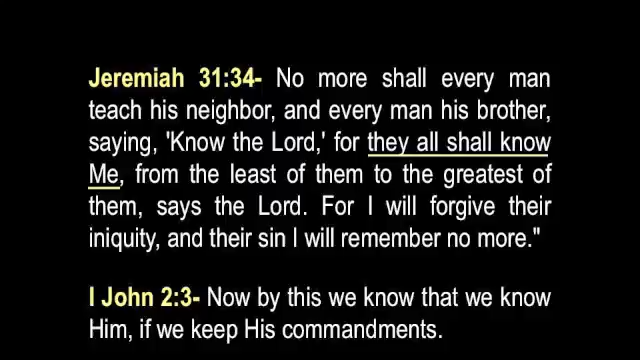 Jeremiah 31:34- No more shall every man
teach his neighbor, and every man his brother,
saying, 'Know the Lord,' for they all shall know
Me, from the least of them to the greatest of
them, says the Lord. For I will forgive their
iniquity, and their sin I will remember no more."
I John 2:3- Now by this we know that we know
Him, if we keep His commandments.